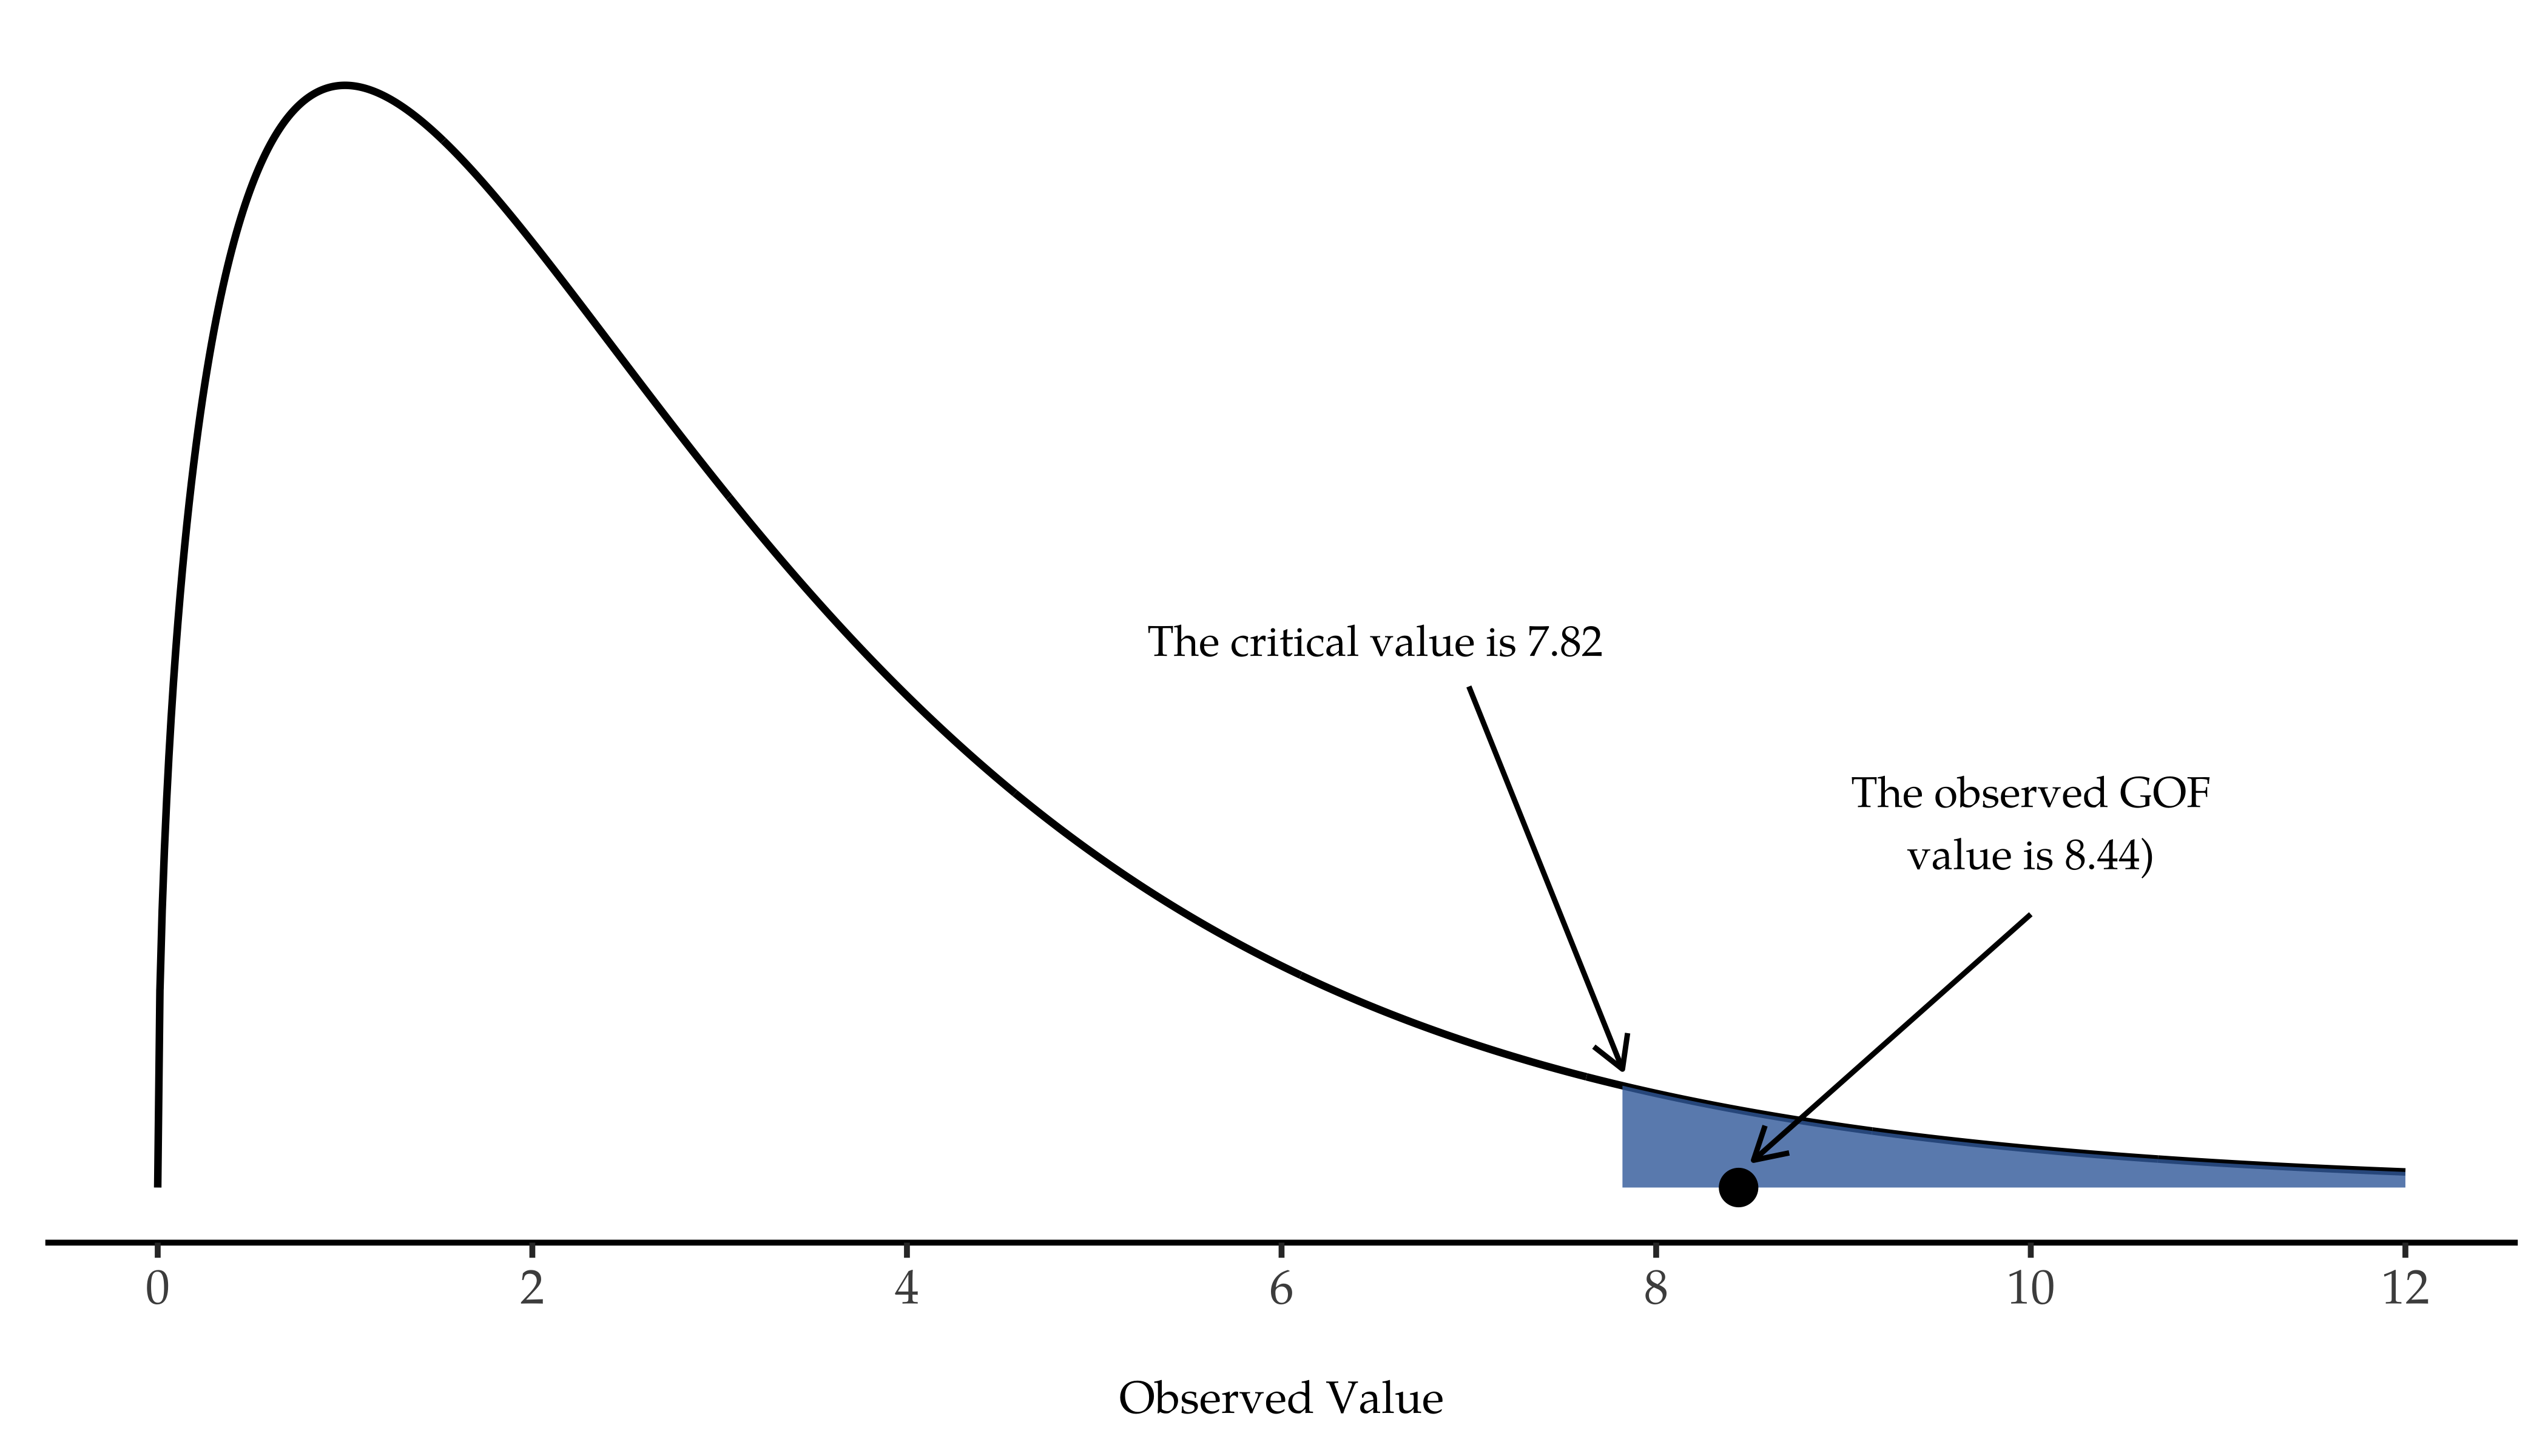 The critical value is 7.82
The observed GOF
value is 8.44)
0 2 4 6 8 10 12
Observed Value